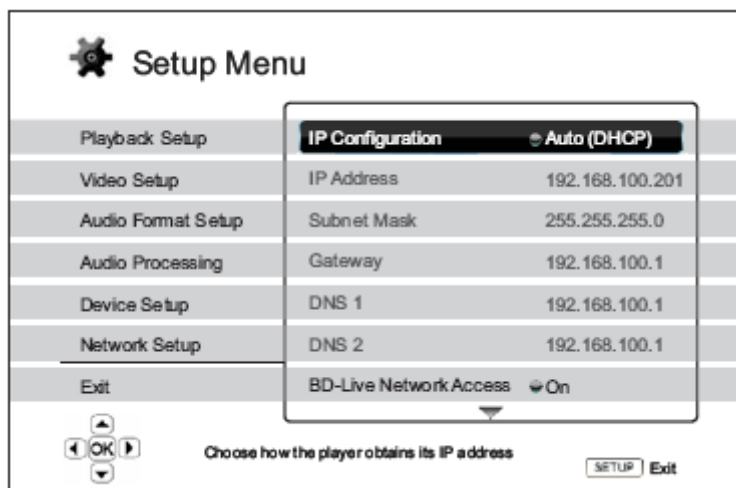 Setup Menu
Playback Setup
Video Setup
Audio Format Setup
Audio Processing
Device Setup
Network Setup
Exit
IP Configuration Auto (DHCP)
IP Address 192.168.100.201
Subnet Mask 255.255.255.0
Gateway 192.168.100.1
DNS 1 192.168.100.1
DNS 2 192.168.100.1
BD-Live Network Access On
OK
Choose how the player obtains its IP address
SETUP Exit